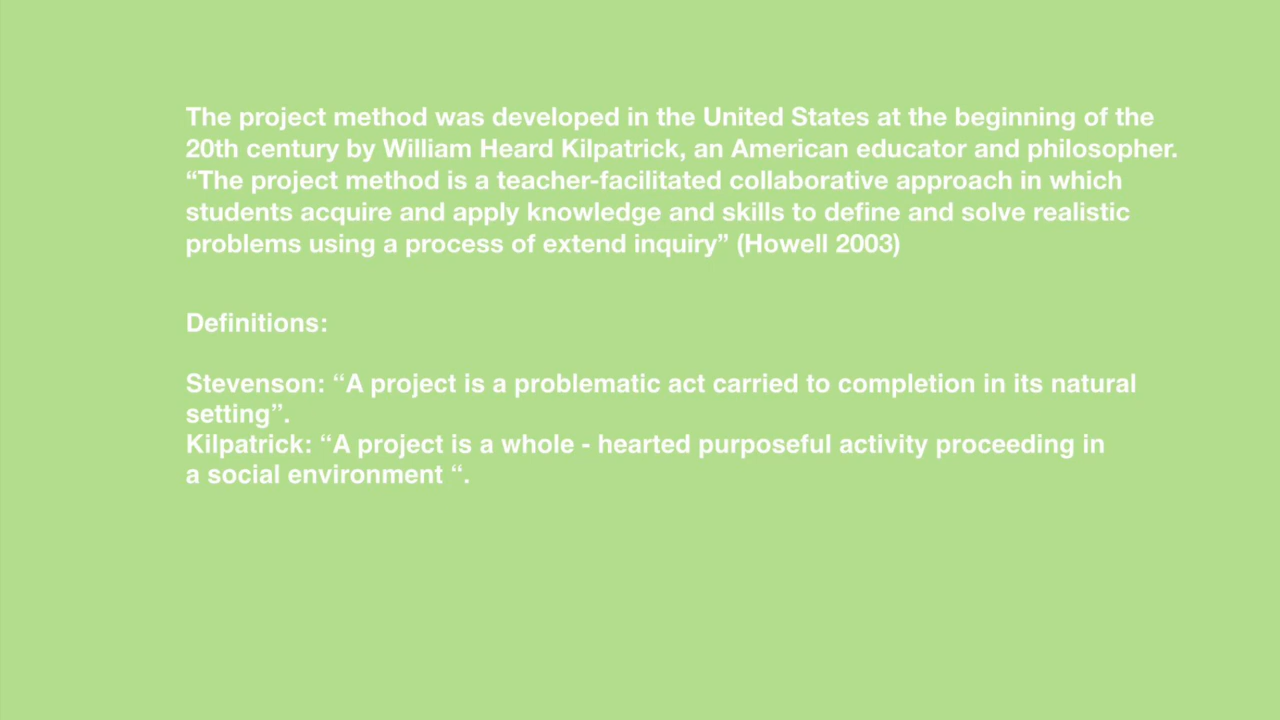 The project method was developed in the United States at the beginning of the
20th century by William Heard Kilpatrick, an American educator and philosopher.
“The project method is a teacher-facilitated collaborative approach in which
students acquire and apply knowledge and skills to define and solve realistic
problems using a process of extend inquiry” (Howell 2003)
Definitions:
Stevenson: “A project is a problematic act carried to completion in its natural
setting”.
Kilpatrick: “A project is a whole - hearted purposeful activity proceeding in
a social environment “.